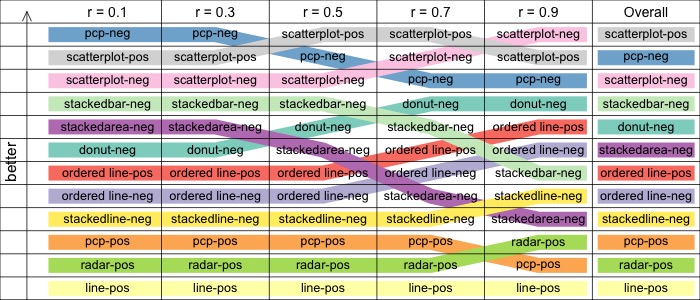 r = 0.1 r = 0.3 r = 0.5 r = 0.7 r = 0.9 Overall
pcp-neg pcp-neg scatterplot-pos scatterplot-pos scatterplot-neg scatterplot-pos
scatterplot-pos scatterplot-pos pcp-neg scatterplot-neg scatterplot-pos pcp-neg
scatterplot-neg scatterplot-neg scatterplot-neg pcp-neg pcp-neg scatterplot-neg
stackedbar-neg stackedbar-neg stackedbar-neg donut-neg donut-neg stackedbar-neg
stackedarea-neg stackedarea-neg donut-neg stackedbar-neg ordered line-pos donut-neg
donut-neg donut-neg stackedarea-neg ordered line-pos ordered line-neg stackedarea-neg
ordered line-pos ordered line-pos ordered line-pos ordered line-neg stackedbar-neg ordered line-pos
ordered line-neg ordered line-neg ordered line-neg stackedarea-neg stackedline-neg ordered line-neg
stackedline-neg stackedline-neg stackedline-neg stackedline-neg stackedarea-neg stackedline-neg
pcp-pos pcp-pos pcp-pos pcp-pos radar-pos pcp-pos
radar-pos radar-pos radar-pos radar-pos pcp-pos radar-pos
line-pos line-pos line-pos line-pos line-pos line-pos
better